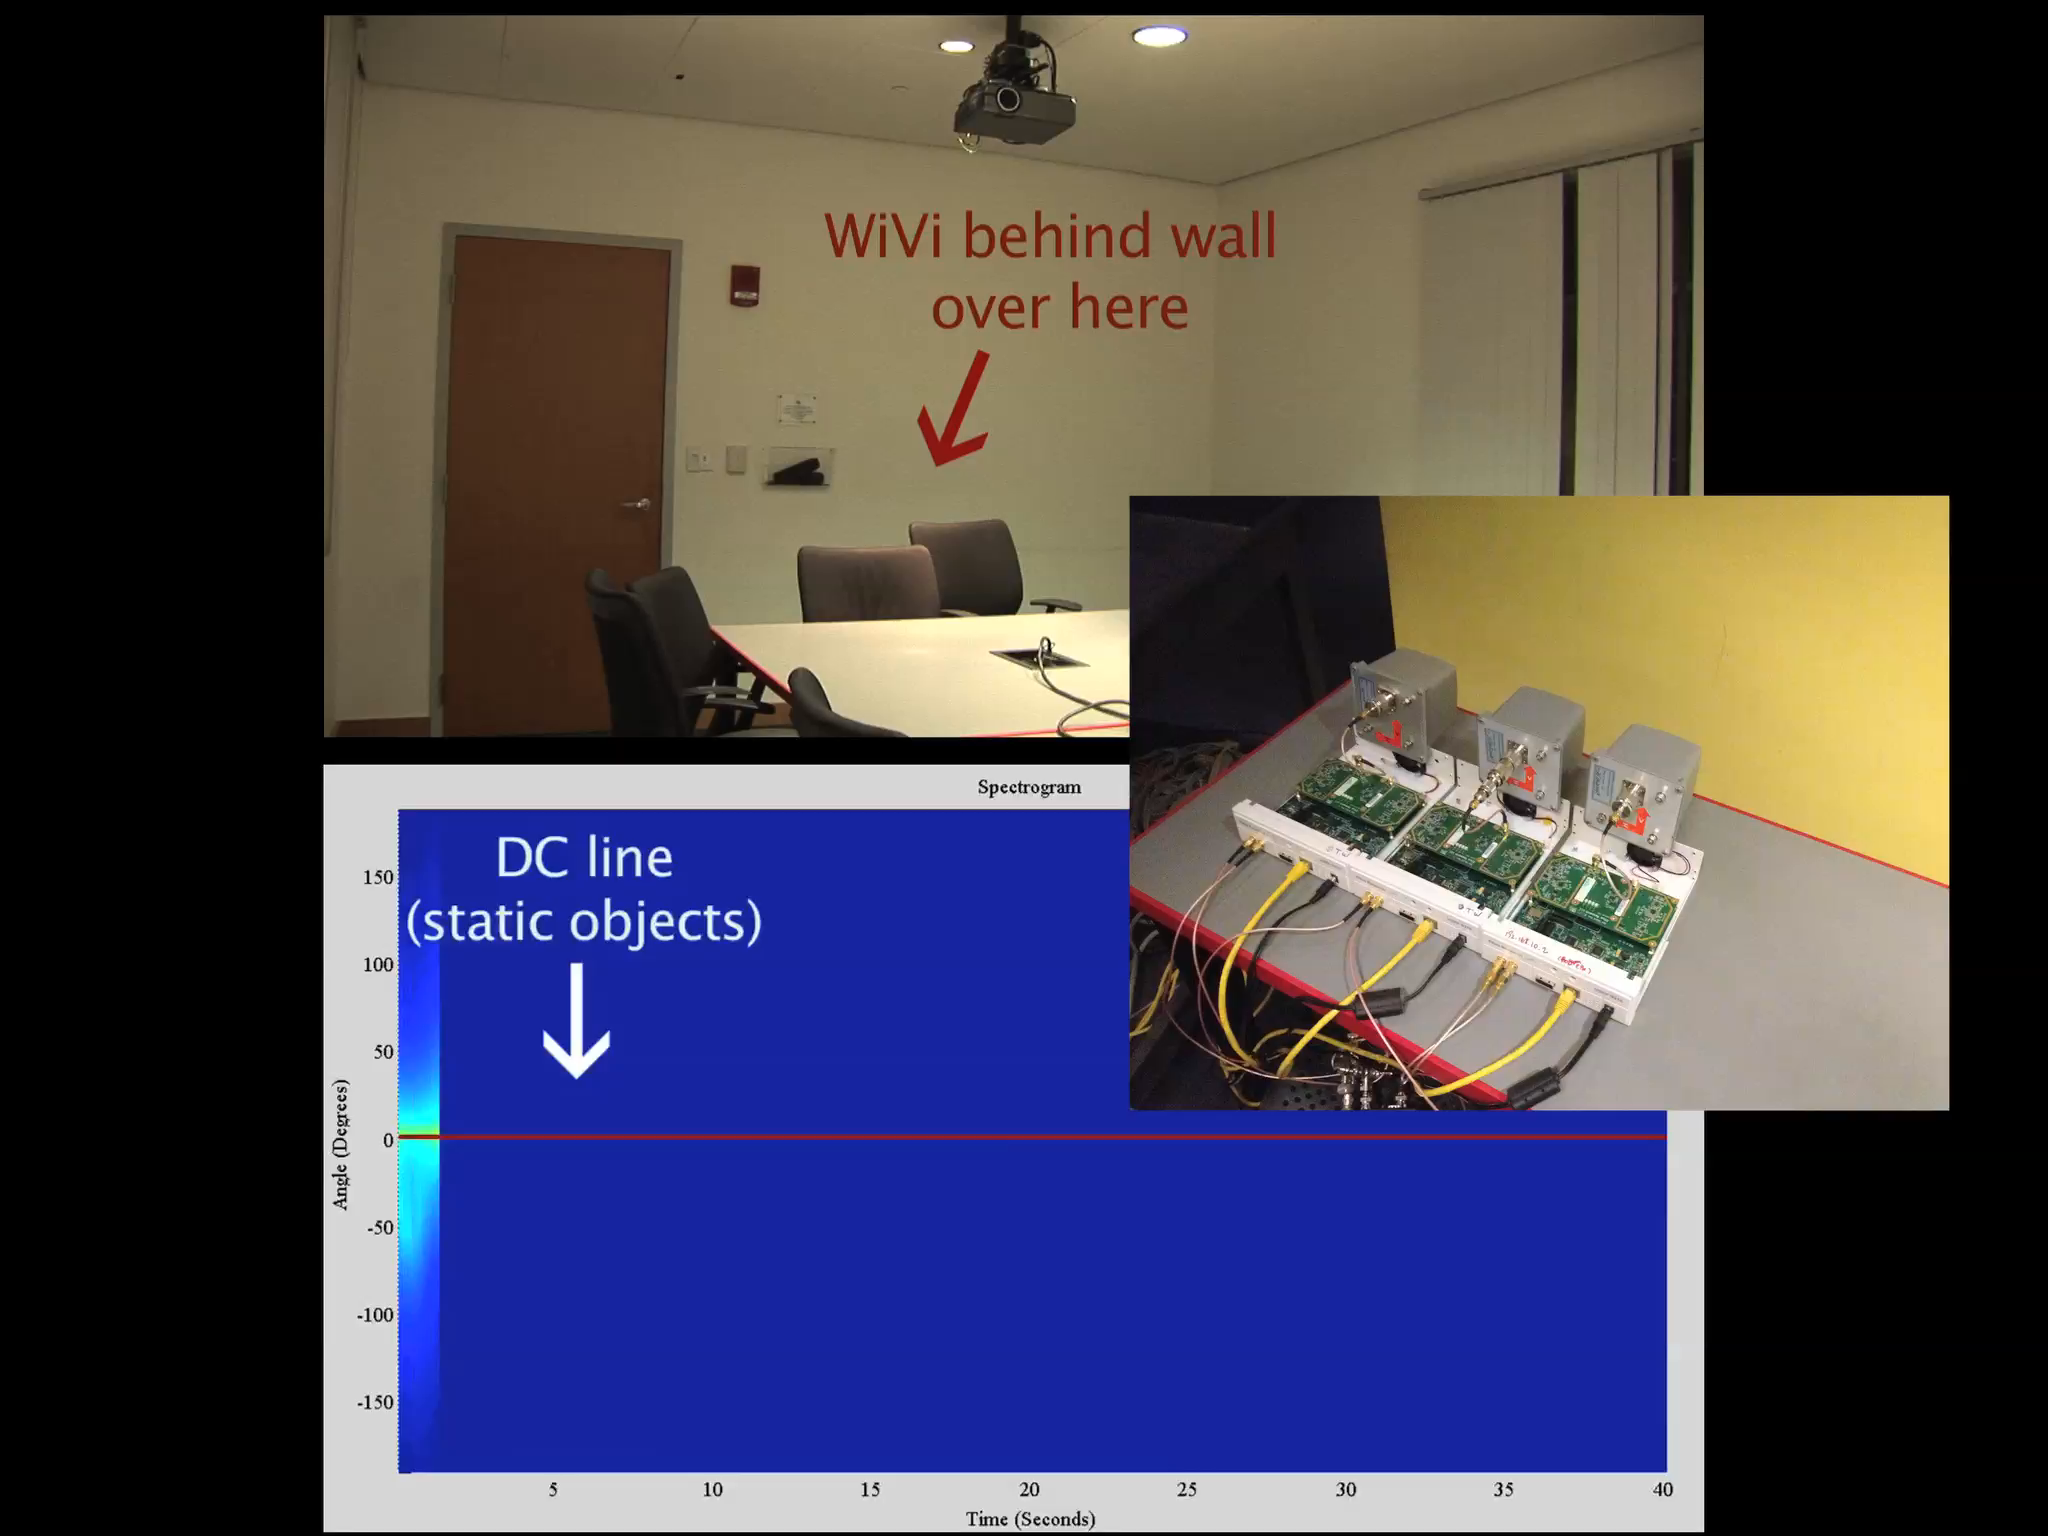 WiVi behind wall
over here
Spectrogram
DC line
(static objects)
150
100
50
0
-50
-100
-150
Angle (Degrees)
5 10 15 20 25 30 35 40
Time (Seconds)